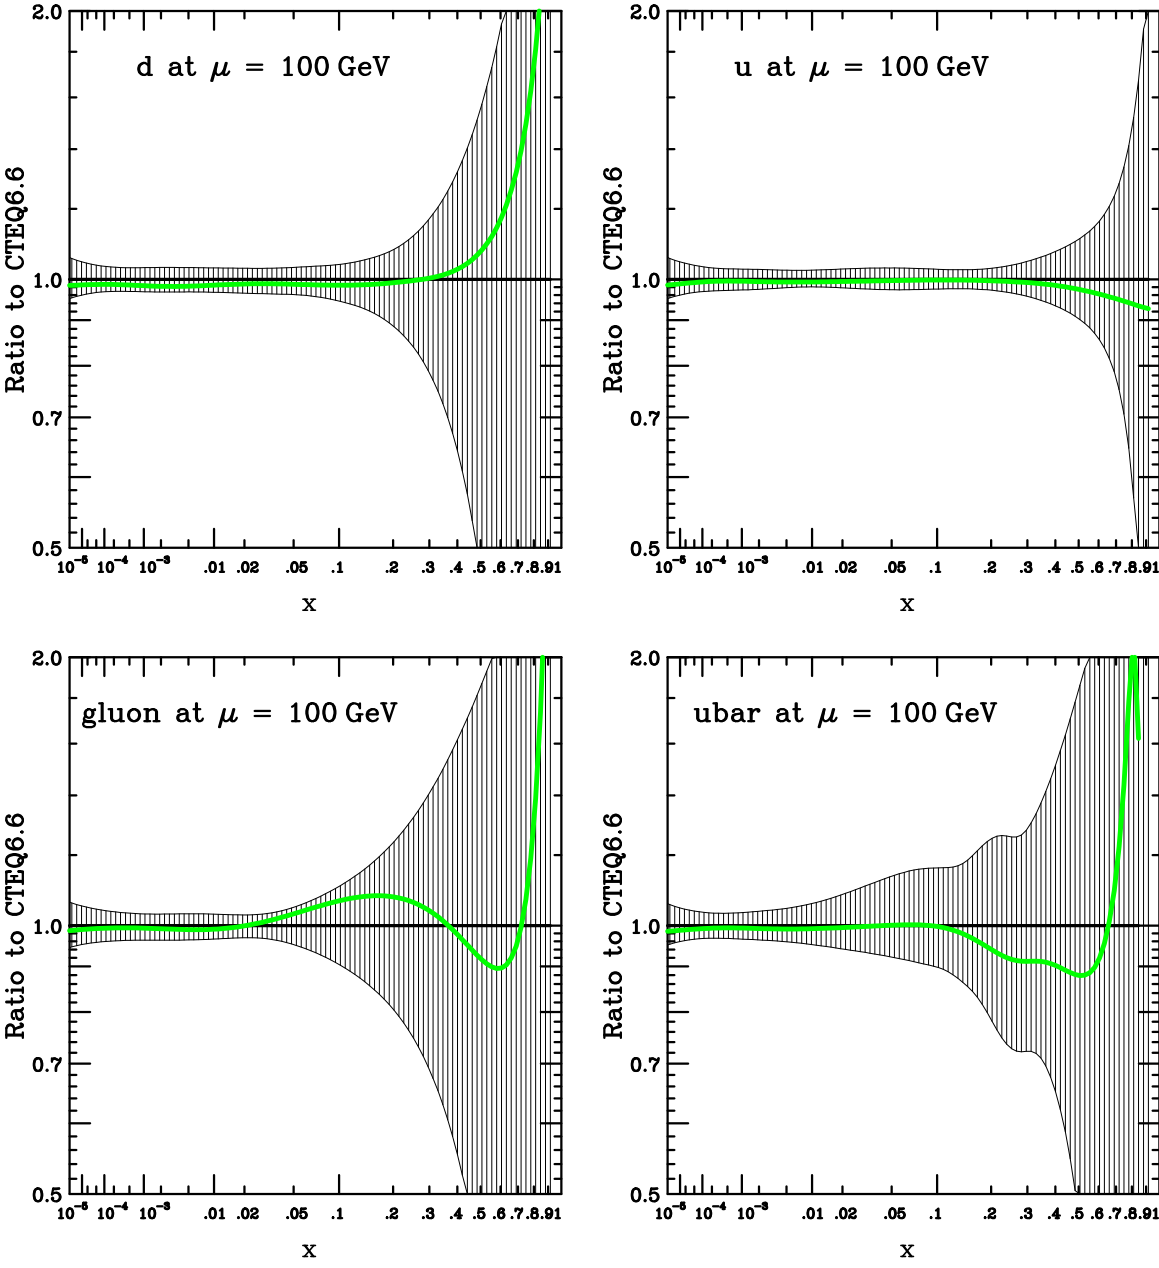 d at μ = 100 GeV
Ratio to CTEQ6.6
2.0
1.0
0.7
0.5
10⁻⁵ 10⁻⁴ 10⁻³ .01 .02 .05 .1 .2 .3 .4 .5 .6 .7 .8 .9 1
x
u at μ = 100 GeV
Ratio to CTEQ6.6
2.0
1.0
0.7
0.5
10⁻⁵ 10⁻⁴ 10⁻³ .01 .02 .05 .1 .2 .3 .4 .5 .6 .7 .8 .9 1
x
gluon at μ = 100 GeV
Ratio to CTEQ6.6
2.0
1.0
0.7
0.5
10⁻⁵ 10⁻⁴ 10⁻³ .01 .02 .05 .1 .2 .3 .4 .5 .6 .7 .8 .9 1
x
ubar at μ = 100 GeV
Ratio to CTEQ6.6
2.0
1.0
0.7
0.5
10⁻⁵ 10⁻⁴ 10⁻³ .01 .02 .05 .1 .2 .3 .4 .5 .6 .7 .8 .9 1
x